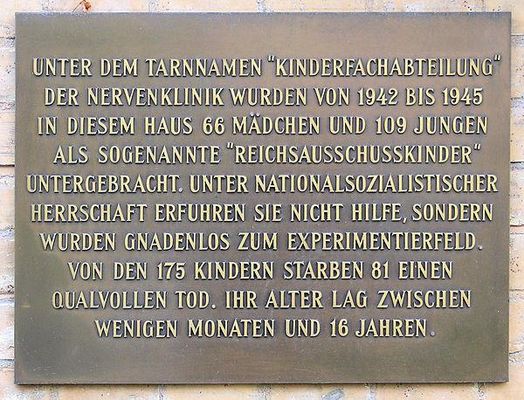 UNTER DEM TARNNAMEN "KINDERFACHABTEILUNG"
DER NERVENKLINIK WURDEN VON 1942 BIS 1945
IN DIESEM HAUS 66 MÄDCHEN UND 109 JUNGEN
ALS SOGENANNTE "REICHSAUSSCHUSSKINDER"
UNTERGEBRACHT. UNTER NATIONALSOZIALISTISCHER
HERRSCHAFT ERFUHREN SIE NICHT HILFE, SONDERN
WURDEN GNADENLOS ZUM EXPERIMENTIERFELD.
VON DEN 175 KINDERN STARBEN 81 EINEN
QUALVOLLEN TOD. IHR ALTER LAG ZWISCHEN
WENIGEN MONATEN UND 16 JAHREN.